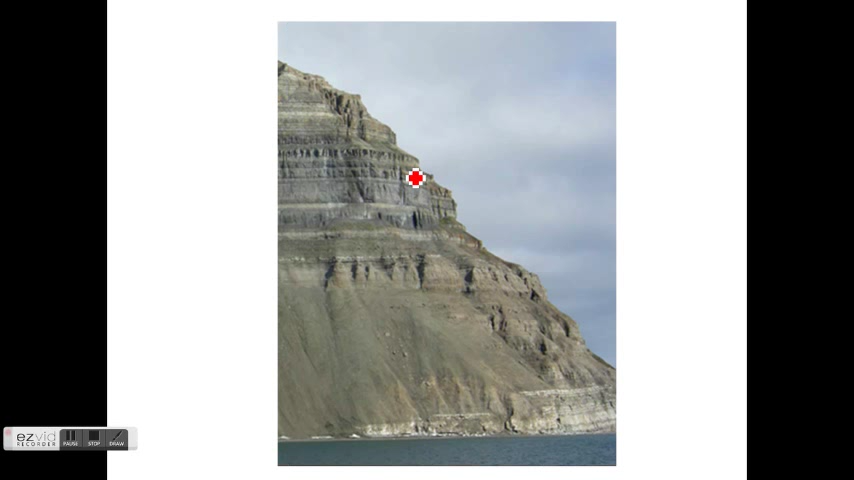 ezvid
RECORDER
PAUSE
STOP
DRAW